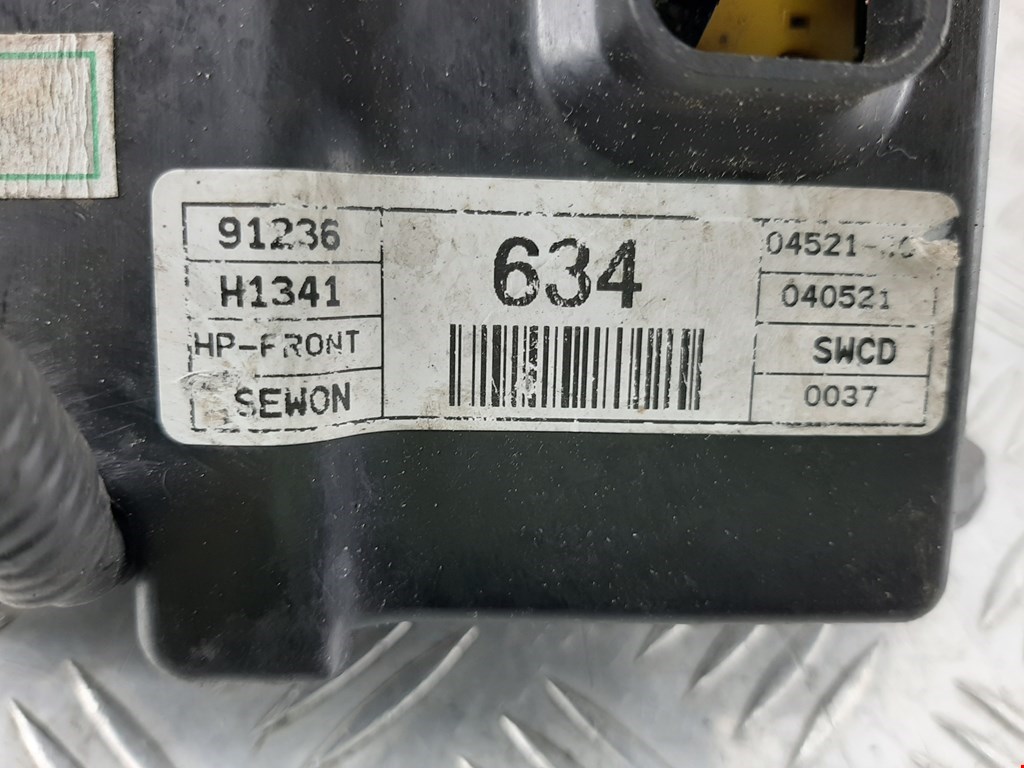 91236
H1341
HP-FRONT
SEWON
634
040521
SWCD
0037